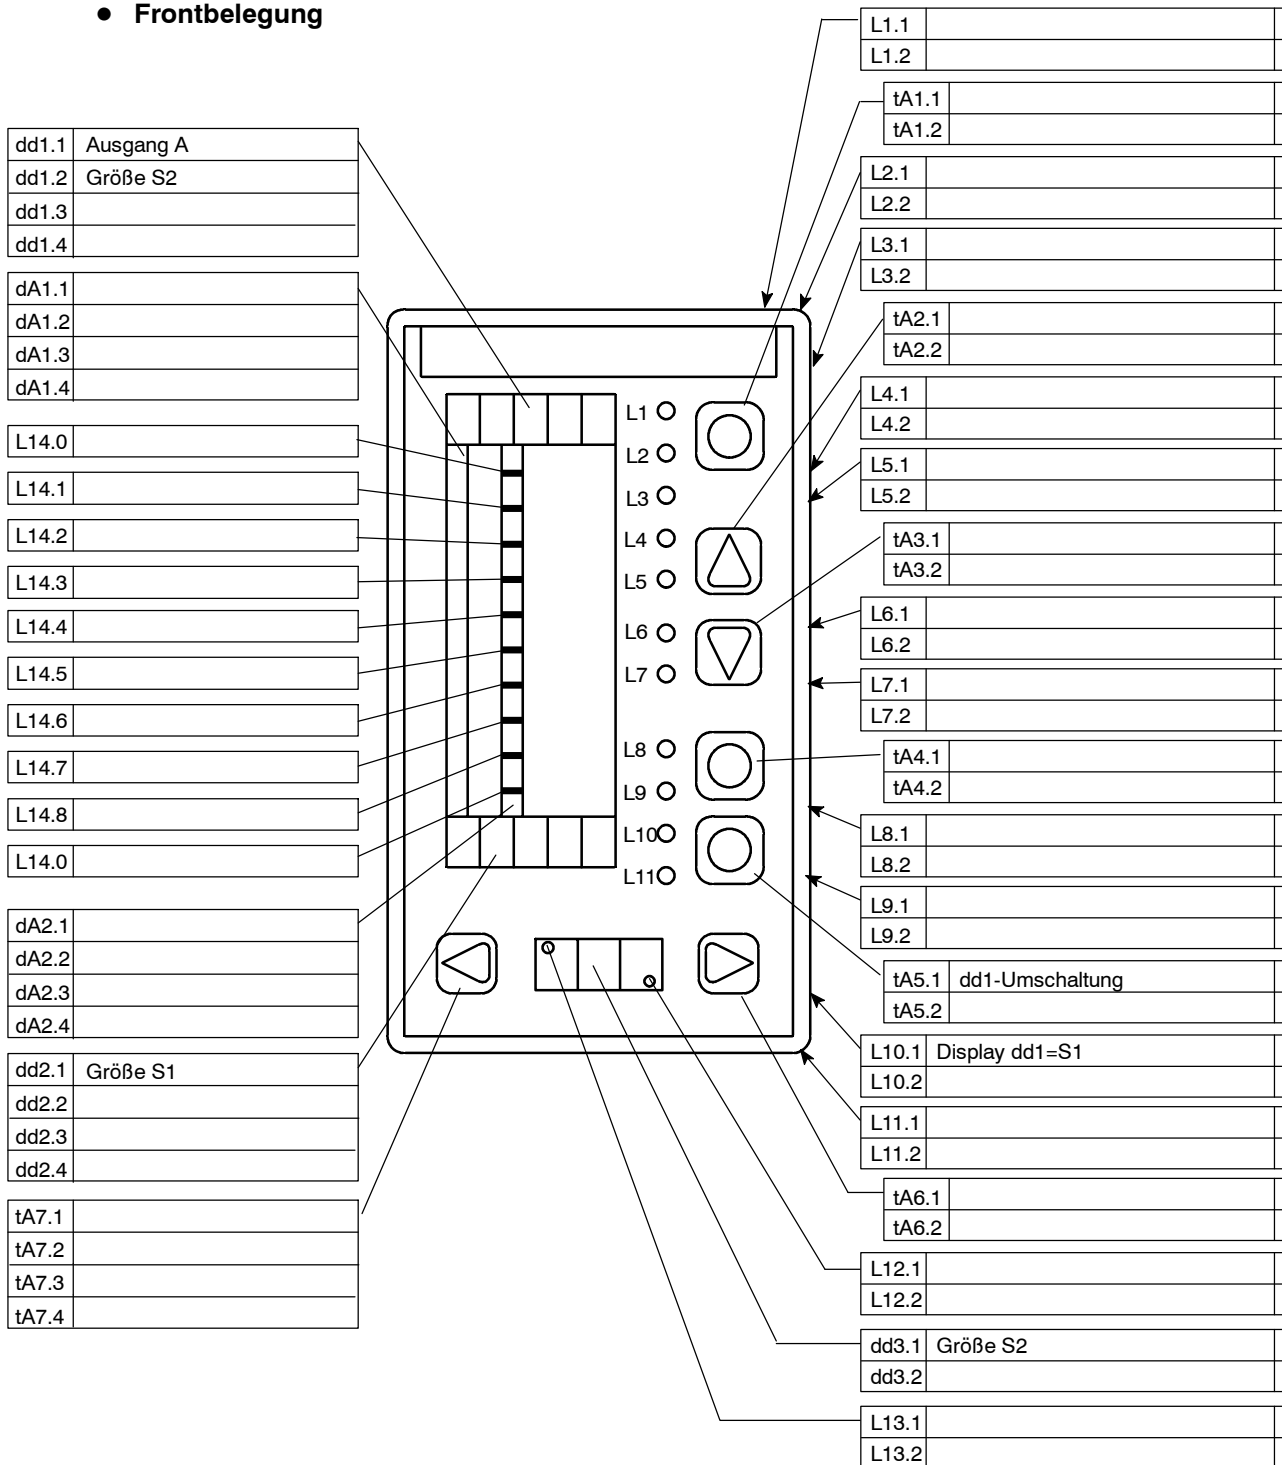 ● Frontbelegung
dd1.1 Ausgang A
dd1.2 Größe S2
dd1.3
dd1.4
dA1.1
dA1.2
dA1.3
dA1.4
L14.0
L14.1
L14.2
L14.3
L14.4
L14.5
L14.6
L14.7
L14.8
L14.0
dA2.1
dA2.2
dA2.3
dA2.4
dd2.1 Größe S1
dd2.2
dd2.3
dd2.4
tA7.1
tA7.2
tA7.3
tA7.4
L1
L2
L3
L4
L5
L6
L7
L8
L9
L10
L11
L1.1
L1.2
tA1.1
tA1.2
L2.1
L2.2
L3.1
L3.2
tA2.1
tA2.2
L4.1
L4.2
L5.1
L5.2
tA3.1
tA3.2
L6.1
L6.2
L7.1
L7.2
tA4.1
tA4.2
L8.1
L8.2
L9.1
L9.2
tA5.1 dd1-Umschaltung
tA5.2
L10.1 Display dd1=S1
L10.2
L11.1
L11.2
tA6.1
tA6.2
L12.1
L12.2
dd3.1 Größe S2
dd3.2
L13.1
L13.2